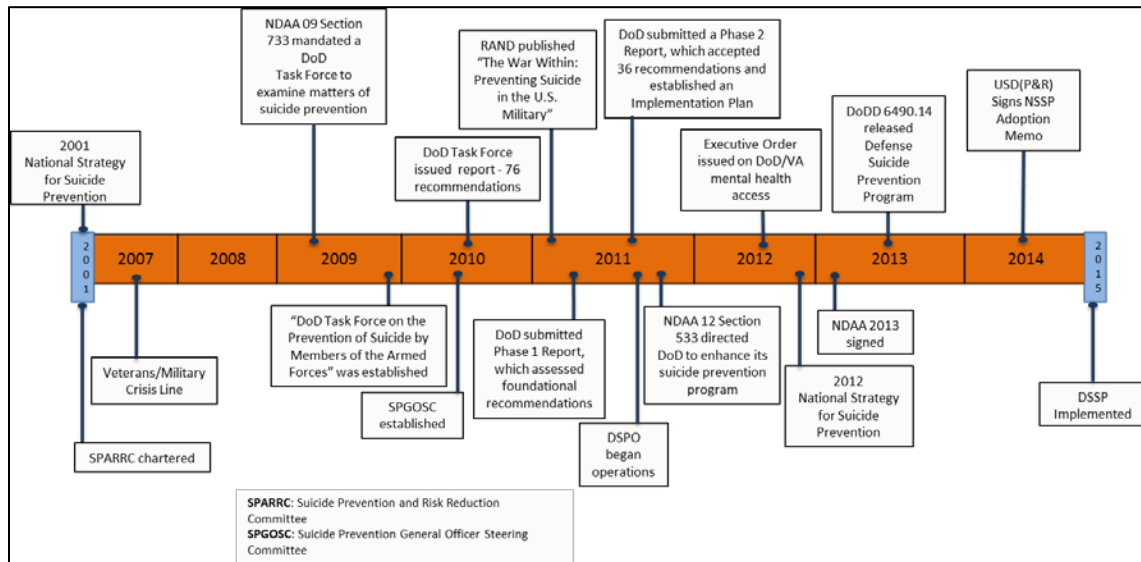 NDAA 09 Section
733 mandated a
DoD
Task Force to
examine matters of
suicide prevention
RAND published
“The War Within:
Preventing Suicide
in the U.S.
Military”
DoD submitted a Phase 2
Report, which accepted
36 recommendations and
established an
Implementation Plan
USD(P&R)
Signs NSSP
Adoption
Memo
2001
National Strategy
for Suicide
Prevention
DoD Task Force
issued report - 76
recommendations
Executive Order
issued on DoD/VA
mental health
access
DoDD 6490.14
released
Defense
Suicide
Prevention
Program
2001
2007
2008
2009
2010
2011
2012
2013
2014
2015
Veterans/Military
Crisis Line
SPARRC chartered
“DoD Task Force on the
Prevention of Suicide by
Members of the Armed
Forces” was established
SPGOSC
established
DoD submitted
Phase 1 Report,
which assessed
foundational
recommendations
DSPO
began
operations
NDAA 12 Section
533 directed
DoD to enhance its
suicide prevention
program
2012
National Strategy
for Suicide
Prevention
NDAA 2013
signed
DSSP
Implemented
SPARRC: Suicide Prevention and Risk Reduction
Committee
SPGOSC: Suicide Prevention General Officer Steering
Committee